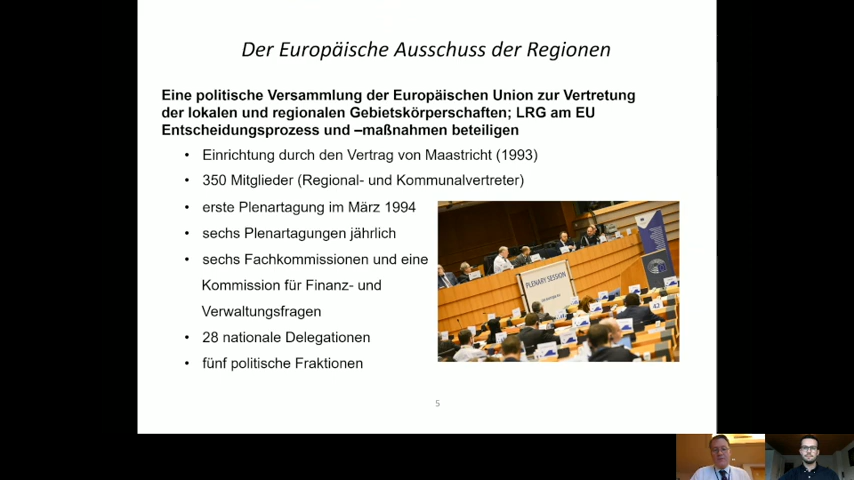 Der Europäische Ausschuss der Regionen
Eine politische Versammlung der Europäischen Union zur Vertretung
der lokalen und regionalen Gebietskörperschaften; LRG am EU
Entscheidungsprozess und –maßnahmen beteiligen
• Einrichtung durch den Vertrag von Maastricht (1993)
• 350 Mitglieder (Regional- und Kommunalvertreter)
• erste Plenartagung im März 1994
• sechs Plenartagungen jährlich
• sechs Fachkommissionen und eine
Kommission für Finanz- und
Verwaltungsfragen
• 28 nationale Delegationen
• fünf politische Fraktionen
PLENARY SESSION
5